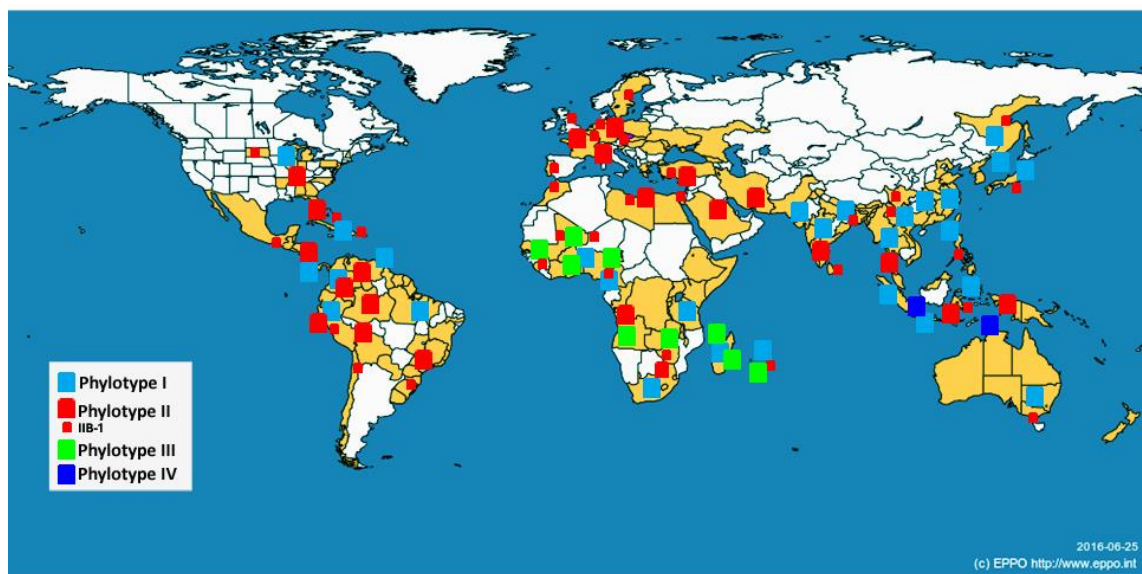 Phylotype I
Phylotype II
IIB-1
Phylotype III
Phylotype IV
2016-06-25
(c) EPPO http://www.eppo.int